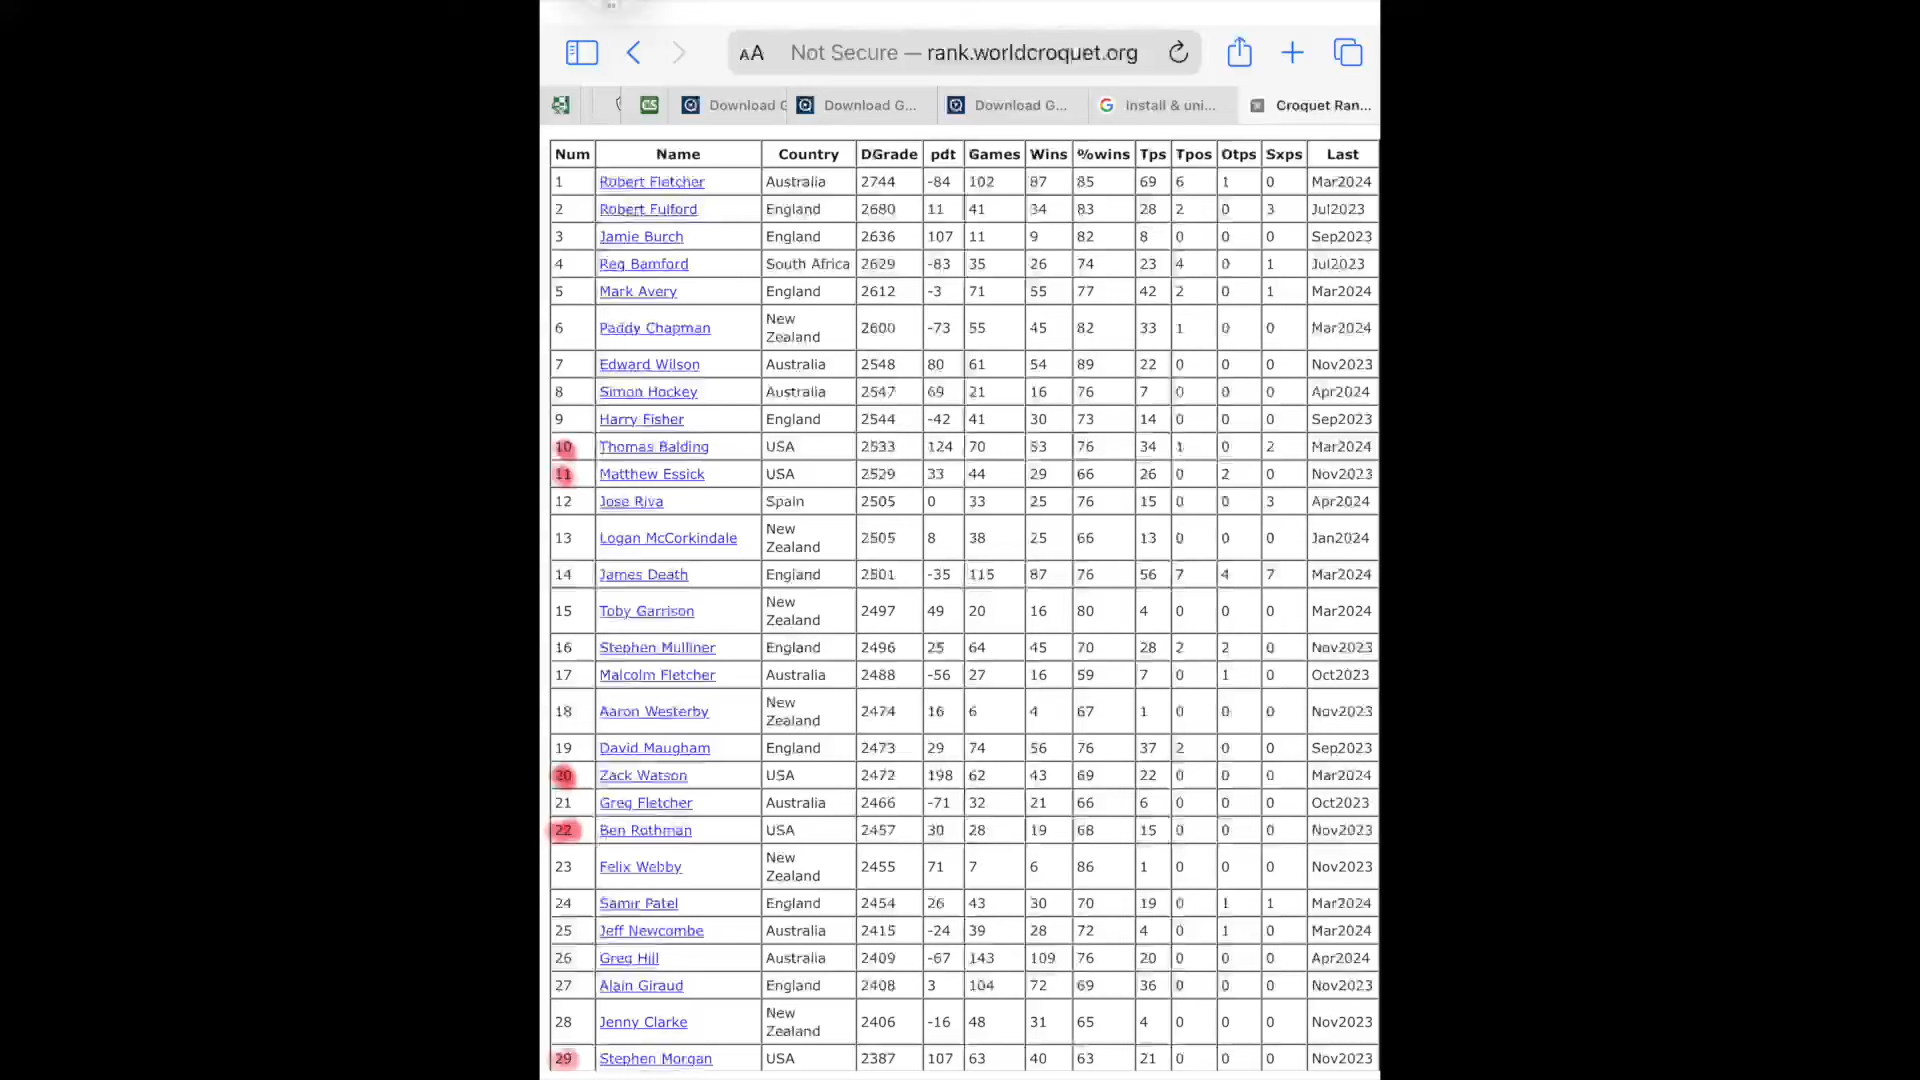 AA Not Secure — rank.worldcroquet.org
Download G Download G... Download G... Install & uni... Croquet Ran...
Num Name Country DGrade pdt Games Wins %wins Tps Tpos Otps Sxps Last
1 Robert Fletcher Australia 2744 -84 102 87 85 69 6 1 0 Mar2024
2 Robert Fulford England 2680 11 41 34 83 28 2 0 3 Jul2023
3 Jamie Burch England 2636 107 11 9 82 8 0 0 0 Sep2023
4 Reg Bamford South Africa 2629 -83 35 26 74 23 4 0 1 Jul2023
5 Mark Avery England 2612 -3 71 55 77 42 2 0 1 Mar2024
6 Paddy Chapman New Zealand 2600 -73 55 45 82 33 1 0 0 Mar2024
7 Edward Wilson Australia 2548 80 61 54 89 22 0 0 0 Nov2023
8 Simon Hockey Australia 2547 69 21 16 76 7 0 0 0 Apr2024
9 Harry Fisher England 2544 -42 41 30 73 14 0 0 0 Sep2023
10 Thomas Balding USA 2533 124 70 53 76 34 1 0 2 Mar2024
11 Matthew Essick USA 2529 33 44 29 66 26 0 2 0 Nov2023
12 Jose Riva Spain 2505 0 33 25 76 15 0 0 3 Apr2024
13 Logan McCorkindale New Zealand 2505 8 38 25 66 13 0 0 0 Jan2024
14 James Death England 2501 -35 115 87 76 56 7 4 7 Mar2024
15 Toby Garrison New Zealand 2497 49 20 16 80 4 0 0 0 Mar2024
16 Stephen Mulliner England 2496 25 64 45 70 28 2 2 0 Nov2023
17 Malcolm Fletcher Australia 2488 -56 27 16 59 7 0 1 0 Oct2023
18 Aaron Westerby New Zealand 2474 16 6 4 67 1 0 0 0 Nov2023
19 David Maugham England 2473 29 74 56 76 37 2 0 0 Sep2023
20 Zack Watson USA 2472 198 62 43 69 22 0 0 0 Mar2024
21 Greg Fletcher Australia 2466 -71 32 21 66 6 0 0 0 Oct2023
22 Ben Rothman USA 2457 30 28 19 68 15 0 0 0 Nov2023
23 Felix Webby New Zealand 2455 71 7 6 86 1 0 0 0 Nov2023
24 Samir Patel England 2454 26 43 30 70 19 0 1 1 Mar2024
25 Jeff Newcombe Australia 2415 -24 39 28 72 4 0 1 0 Mar2024
26 Greg Hill Australia 2409 -67 143 109 76 20 0 0 0 Apr2024
27 Alain Giraud England 2408 3 104 72 69 36 0 0 0 Nov2023
28 Jenny Clarke New Zealand 2406 -16 48 31 65 4 0 0 0 Nov2023
29 Stephen Morgan USA 2387 107 63 40 63 21 0 0 0 Nov2023